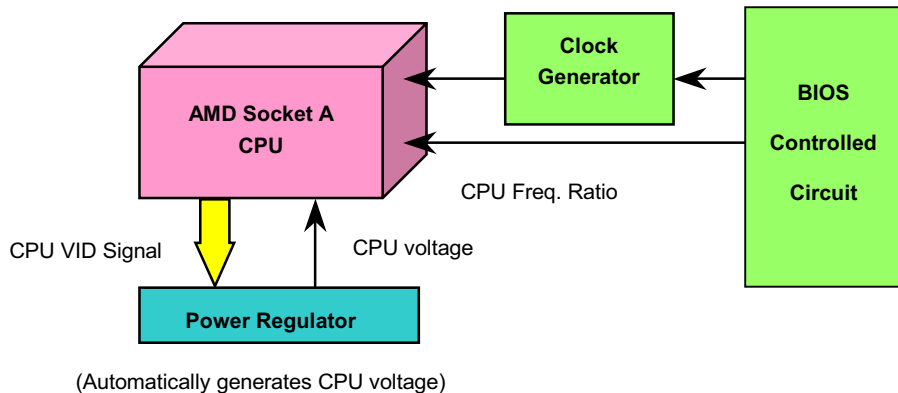 Clock
Generator
BIOS
Controlled
Circuit
AMD Socket A
CPU
CPU Freq. Ratio
CPU VID Signal
CPU voltage
Power Regulator
(Automatically generates CPU voltage)